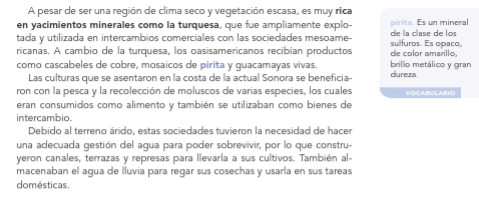 A pesar de ser una región de clima seco y vegetación escasa, es muy rica
en yacimientos minerales como la turquesa, que fue ampliamente explo-
tada y utilizada en intercambios comerciales con las sociedades mesoame-
ricanas. A cambio de la turquesa, los oasisamericanos recibían productos
como cascabeles de cobre, mosaicos de pirita y guacamayas vivas.
Las culturas que se asentaron en la costa de la actual Sonora se beneficia-
ron con la pesca y la recolección de moluscos de varias especies, los cuales
eran consumidos como alimento y también se utilizaban como bienes de
intercambio.
Debido al terreno árido, estas sociedades tuvieron la necesidad de hacer
una adecuada gestión del agua para poder sobrevivir, por lo que constru-
yeron canales, terrazas y represas para llevarla a sus cultivos. También al-
macenaban el agua de lluvia para regar sus cosechas y usarla en sus tareas
domésticas.
pirita. Es un mineral
de la clase de los
sulfuros. Es opaco,
de color amarillo,
brillo metálico y gran
dureza.
VOCABULARIO